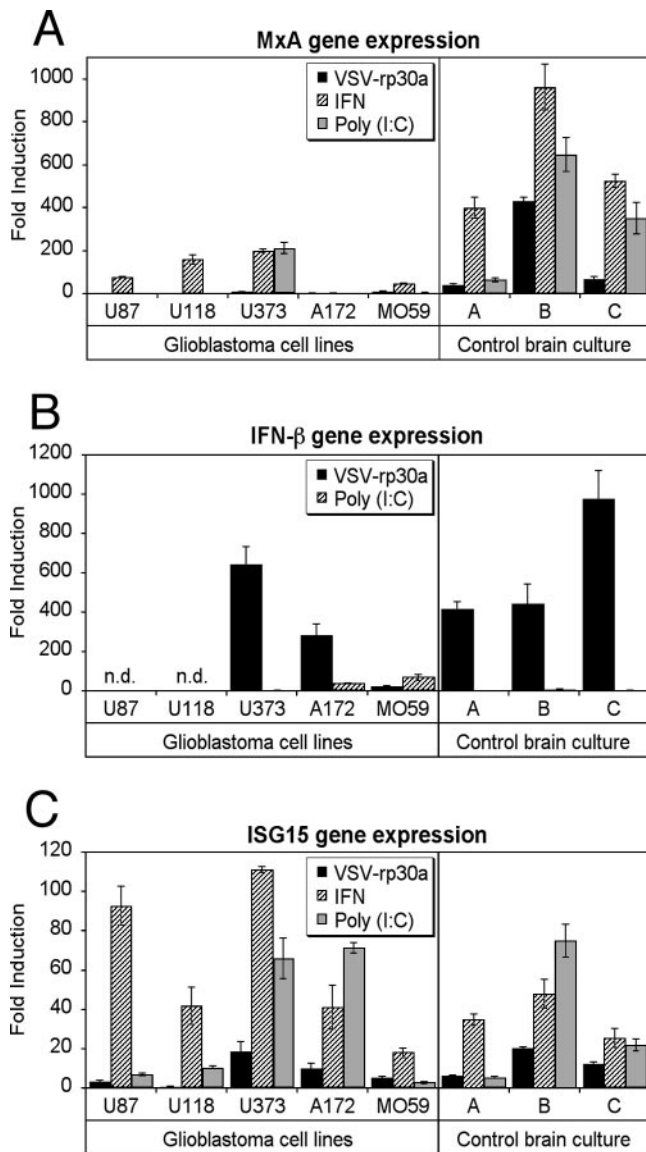 A
MxA gene expression
Fold Induction
1000
800
600
400
200
0
VSV-rp30a
IFN
Poly (I:C)
U87 U118 U373 A172 MO59 A B C
Glioblastoma cell lines Control brain culture
B
IFN-β gene expression
Fold Induction
1200
1000
800
600
400
200
0
VSV-rp30a
Poly (I:C)
n.d. n.d.
U87 U118 U373 A172 MO59 A B C
Glioblastoma cell lines Control brain culture
C
ISG15 gene expression
Fold Induction
120
100
80
60
40
20
0
VSV-rp30a
IFN
Poly (I:C)
U87 U118 U373 A172 MO59 A B C
Glioblastoma cell lines Control brain culture